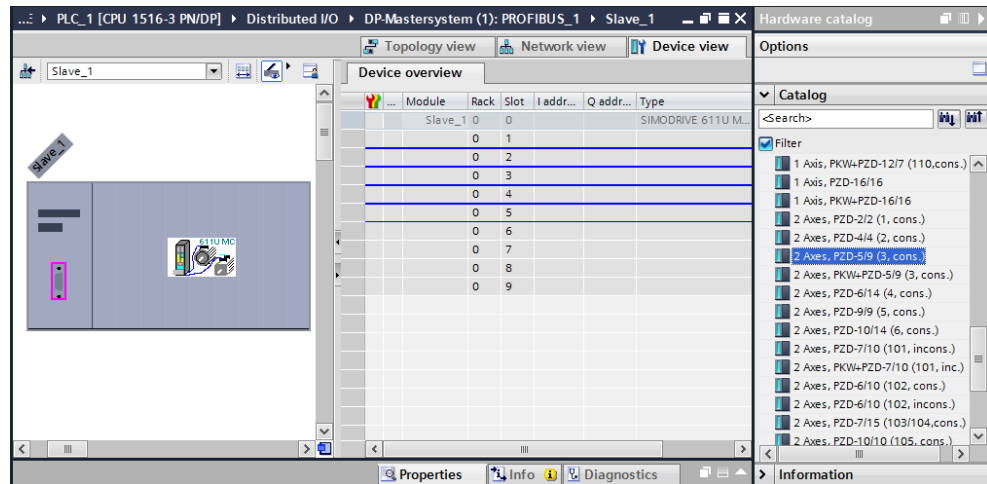 ...: ▸ PLC_1 [CPU 1516-3 PN/DP] ▸ Distributed I/O ▸ DP-Mastersystem (1): PROFIBUS_1 ▸ Slave_1
Topology view Network view Device view
Slave_1
slave_1
611U MC
Device overview
... Module Rack Slot I addr... Q addr... Type
Slave_1 0 0 SIMODRIVE 611U M...
0 1
0 2
0 3
0 4
0 5
0 6
0 7
0 8
0 9
Properties Info Diagnostics
Hardware catalog
Options
Catalog
<Search>
Filter
1 Axis, PKW+PZD-12/7 (110,cons.)
1 Axis, PZD-16/16
1 Axis, PKW+PZD-16/16
2 Axes, PZD-2/2 (1, cons.)
2 Axes, PZD-4/4 (2, cons.)
2 Axes, PZD-5/9 (3, cons.)
2 Axes, PKW+PZD-5/9 (3, cons.)
2 Axes, PZD-6/14 (4, cons.)
2 Axes, PZD-9/9 (5, cons.)
2 Axes, PZD-10/14 (6, cons.)
2 Axes, PZD-7/10 (101, incons.)
2 Axes, PKW+PZD-7/10 (101, inc.)
2 Axes, PZD-6/10 (102, cons.)
2 Axes, PZD-6/10 (102, incons.)
2 Axes, PZD-7/15 (103/104,cons.)
2 Axes, PZD-10/10 (105, cons.)
Information